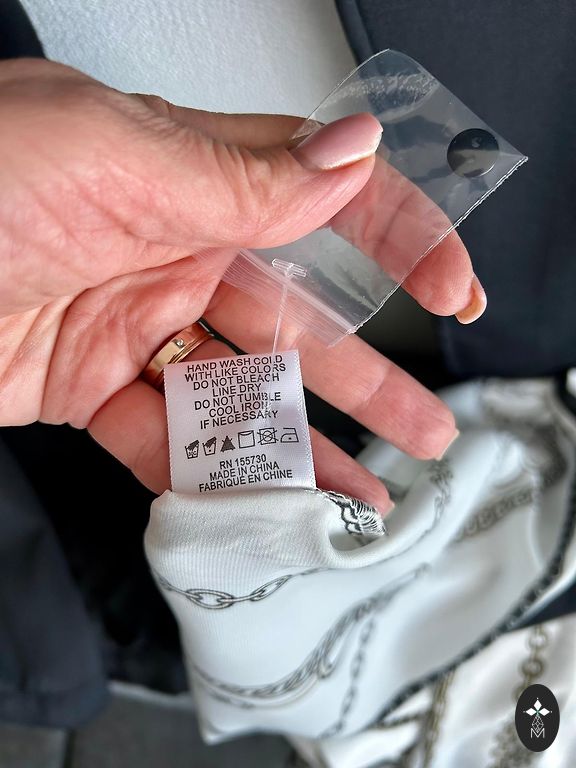 HAND WASH COLD
WITH LIKE COLORS
DO NOT BLEACH
LINE DRY
DO NOT TUMBLE
COOL IRON
IF NECESSARY
RN 155730
MADE IN CHINA
FABRIQUÉ EN CHINE
M